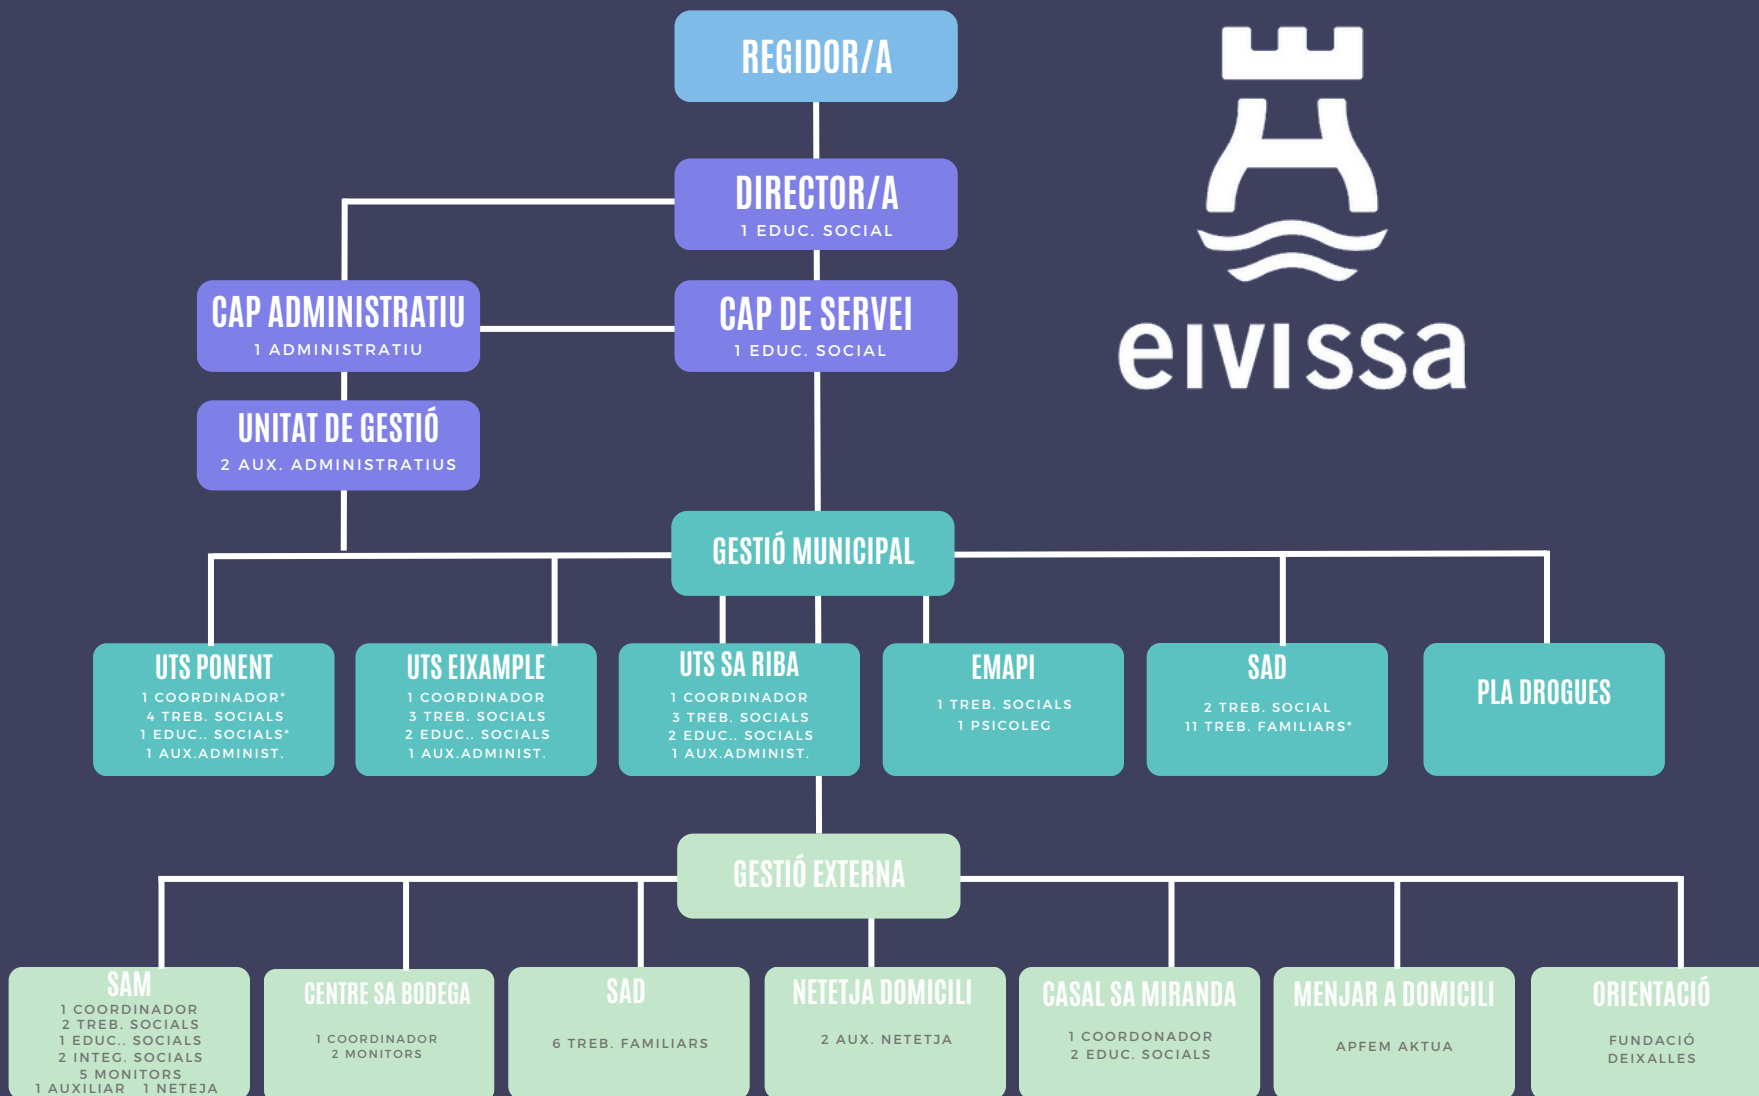 REGIDOR/A
eivissa
DIRECTOR/A
1 EDUC. SOCIAL
CAP ADMINISTRATIU
1 ADMINISTRATIU
CAP DE SERVEI
1 EDUC. SOCIAL
UNITAT DE GESTIÓ
2 AUX. ADMINISTRATIUS
GESTIÓ MUNICIPAL
UTS PONENT
1 COORDINADOR*
4 TREB. SOCIALS
1 EDUC.. SOCIALS*
1 AUX.ADMINIST.
UTS EIXAMPLE
1 COORDINADOR
3 TREB. SOCIALS
2 EDUC.. SOCIALS
1 AUX.ADMINIST.
UTS SA RIBA
1 COORDINADOR
3 TREB. SOCIALS
2 EDUC.. SOCIALS
1 AUX.ADMINIST.
EMAPI
1 TREB. SOCIALS
1 PSICOLEG
SAD
2 TREB. SOCIAL
11 TREB. FAMILIARS*
PLA DROGUES
GESTIÓ EXTERNA
SAM
1 COORDINADOR
2 TREB. SOCIALS
1 EDUC.. SOCIALS
2 INTEG. SOCIALS
5 MONITORS
1 AUXILIAR 1 NETEJA
CENTRE SA BODEGA
1 COORDINADOR
2 MONITORS
SAD
6 TREB. FAMILIARS
NETETJA DOMICILI
2 AUX. NETETJA
CASAL SA MIRANDA
1 COORDONADOR
2 EDUC. SOCIALS
MENJAR A DOMICILI
APFEM AKTUA
ORIENTACIÓ
FUNDACIÓ
DEIXALLES